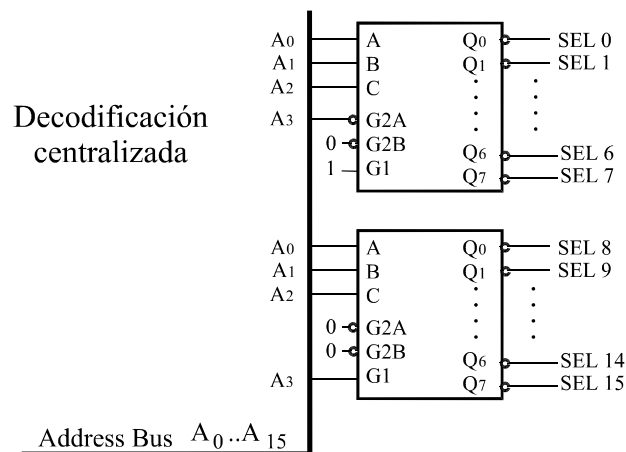 Decodificación
centralizada
A0 A Q0 SEL 0
A1 B Q1 SEL 1
A2 C
A3 G2A
0 G2B Q6 SEL 6
1 G1 Q7 SEL 7
A0 A Q0 SEL 8
A1 B Q1 SEL 9
A2 C
0 G2A
0 G2B Q6 SEL 14
A3 G1 Q7 SEL 15
Address Bus A0..A15